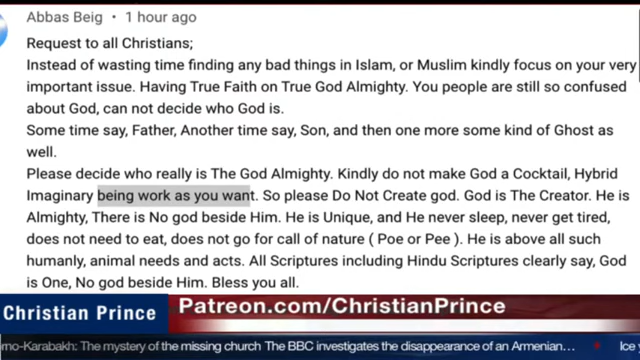 Abbas Beig • 1 hour ago
Request to all Christians;
Instead of wasting time finding any bad things in Islam, or Muslim kindly focus on your very
important issue. Having True Faith on True God Almighty. You people are still so confused
about God, can not decide who God is.
Some time say, Father, Another time say, Son, and then one more some kind of Ghost as
well.
Please decide who really is The God Almighty. Kindly do not make God a Cocktail, Hybrid
Imaginary being work as you want. So please Do Not Create god. God is The Creator. He is
Almighty, There is No god beside Him. He is Unique, and He never sleep, never get tired,
does not need to eat, does not go for call of nature ( Poe or Pee ). He is above all such
humanly, animal needs and acts. All Scriptures including Hindu Scriptures clearly say, God
is One, No god beside Him. Bless you all.
Christian Prince
Patreon.com/ChristianPrince
rno-Karabakh: The mystery of the missing church The BBC investigates the disappearance of an Armenian...
Ice